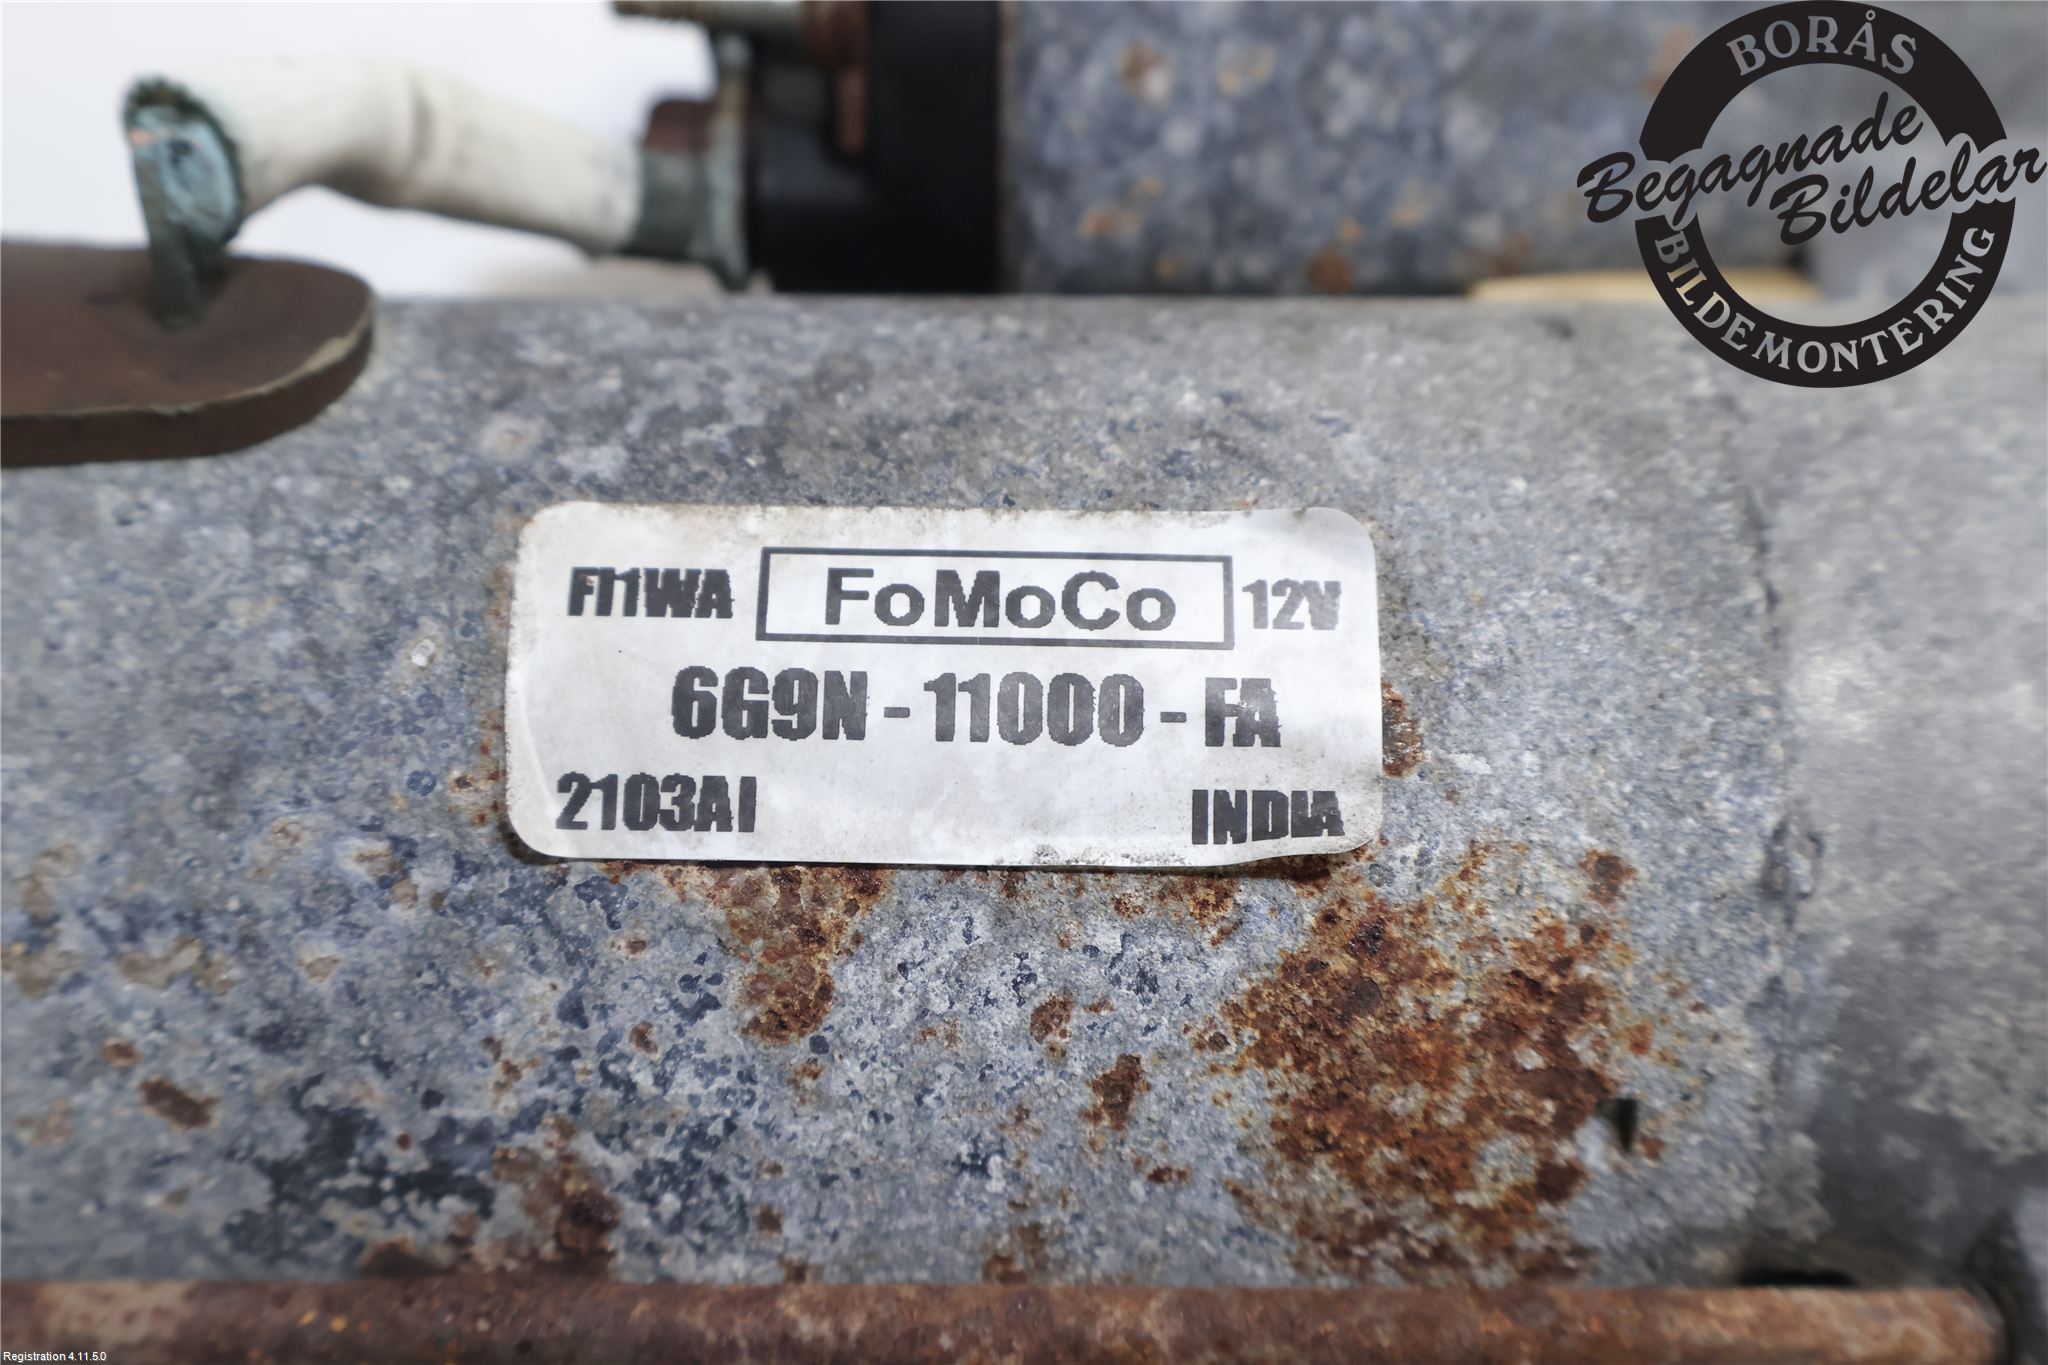 BORÅS
Begagnade
Bildelar
BILDEMONTERING
FI1WA FoMoCo 12V
6G9N - 11000 - FA
2103AI INDIA
Registration 4.11.5.0